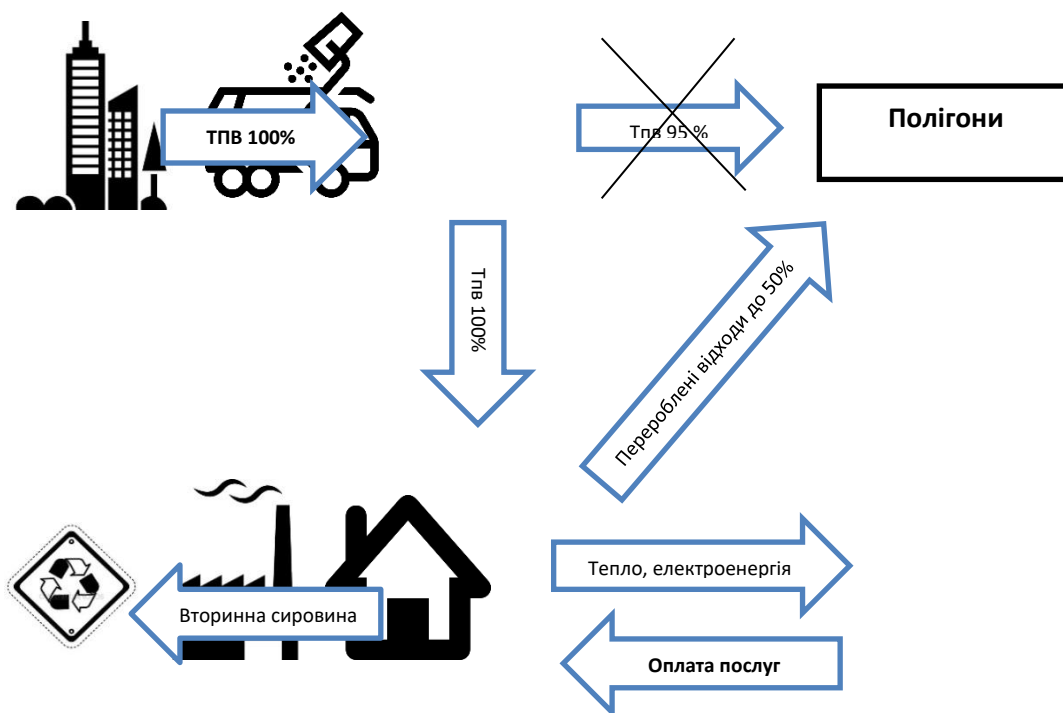 ТПВ 100%
Тпв 95 %
Полігони
Тпв 100%
Перероблені відходи до 50%
Тепло, електроенергія
Вторинна сировина
Оплата послуг